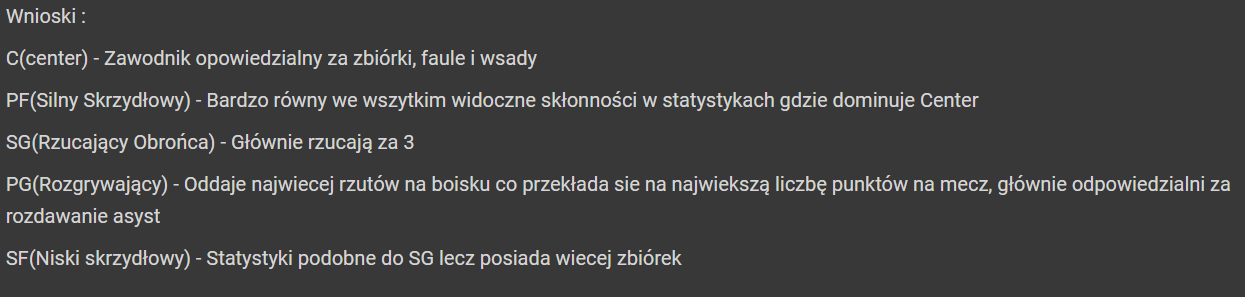 Wnioski :
C(center) - Zawodnik opowiedzialny za zbiórki, faule i wsady
PF(Silny Skrzydłowy) - Bardzo równy we wszytkim widoczne skłonności w statystykach gdzie dominuje Center
SG(Rzucający Obrońca) - Głównie rzucają za 3
PG(Rozgrywający) - Oddaje najwiecej rzutów na boisku co przekłada sie na najwiekszą liczbę punktów na mecz, głównie odpowiedzialni za
rozdawanie asyst
SF(Niski skrzydłowy) - Statystyki podobne do SG lecz posiada wiecej zbiórek